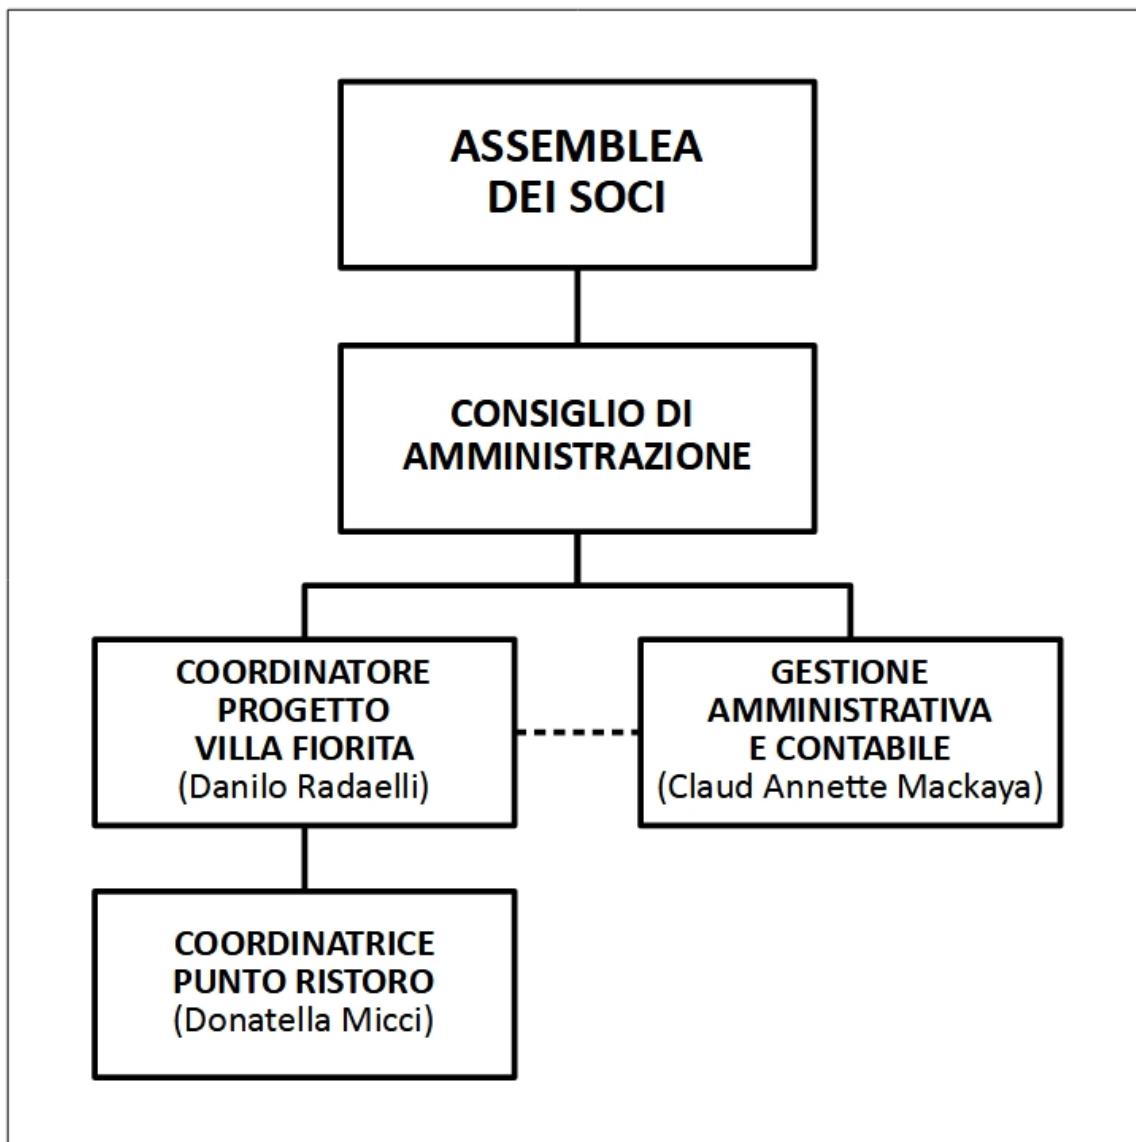 ASSEMBLEA
DEI SOCI
CONSIGLIO DI
AMMINISTRAZIONE
COORDINATORE
PROGETTO
VILLA FIORITA
(Danilo Radaelli)
GESTIONE
AMMINISTRATIVA
E CONTABILE
(Claud Annette Mackaya)
COORDINATRICE
PUNTO RISTORO
(Donatella Micci)